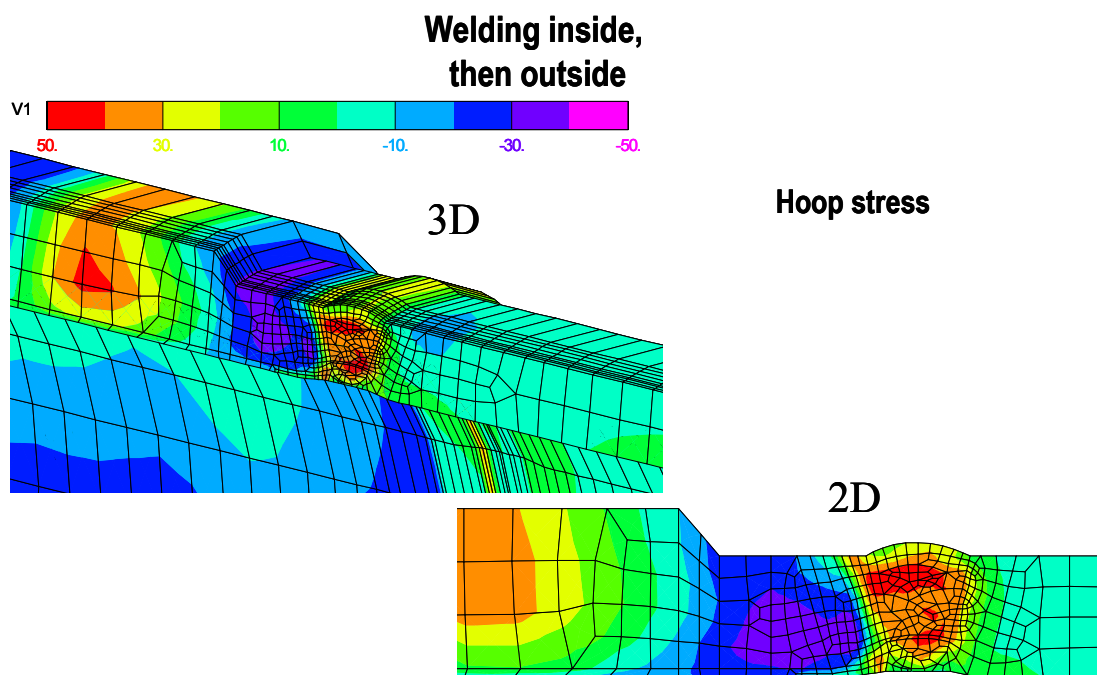 Welding inside,
then outside
V1
50. 30. 10. -10. -30. -50.
3D
Hoop stress
2D